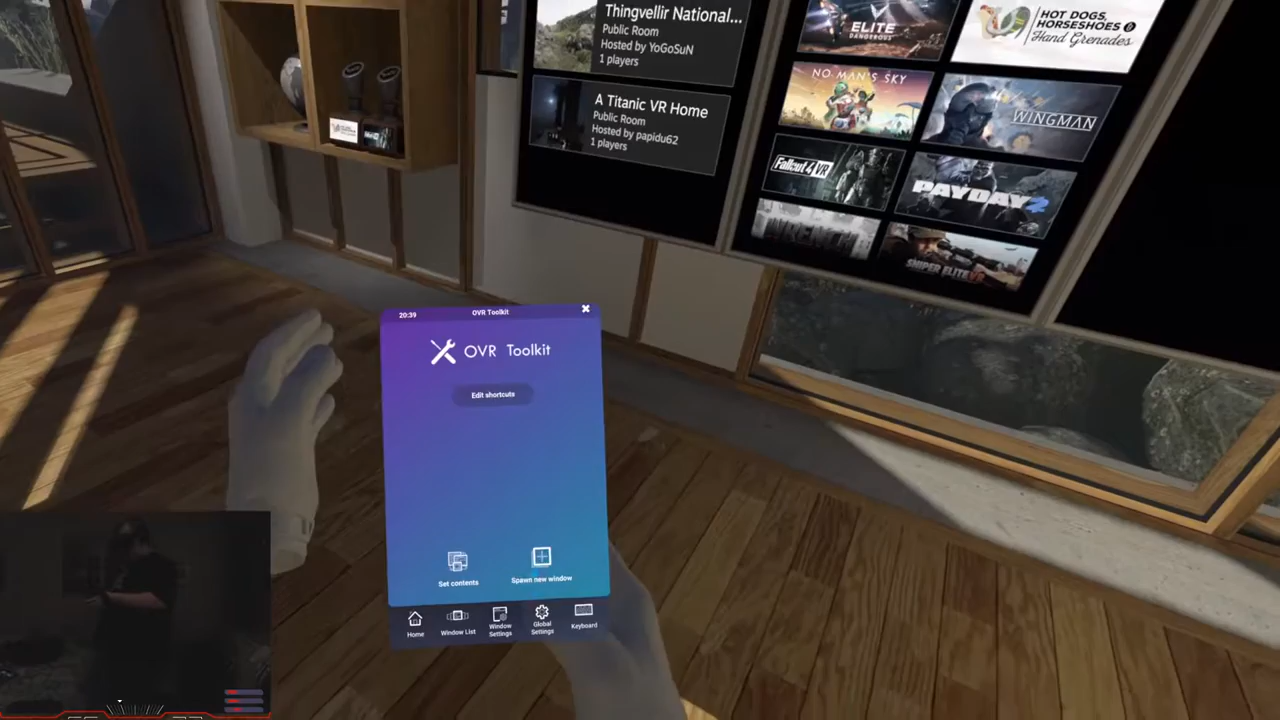 Thingvellir National...
Public Room
Hosted by YoGoSuN
1 players
A Titanic VR Home
Public Room
Hosted by papidu62
1 players
ELITE
DANGEROUS
HOT DOGS,
HORSESHOES &
Hand Grenades
NO MAN'S SKY
WINGMAN
Fallout 4 VR
PAYDAY 2
WRENCH
SNIPER ELITE VR
20:39
OVR Toolkit
OVR Toolkit
Edit shortcuts
Set contents
Spawn new window
Home
Window List
Window
Settings
Global
Settings
Keyboard